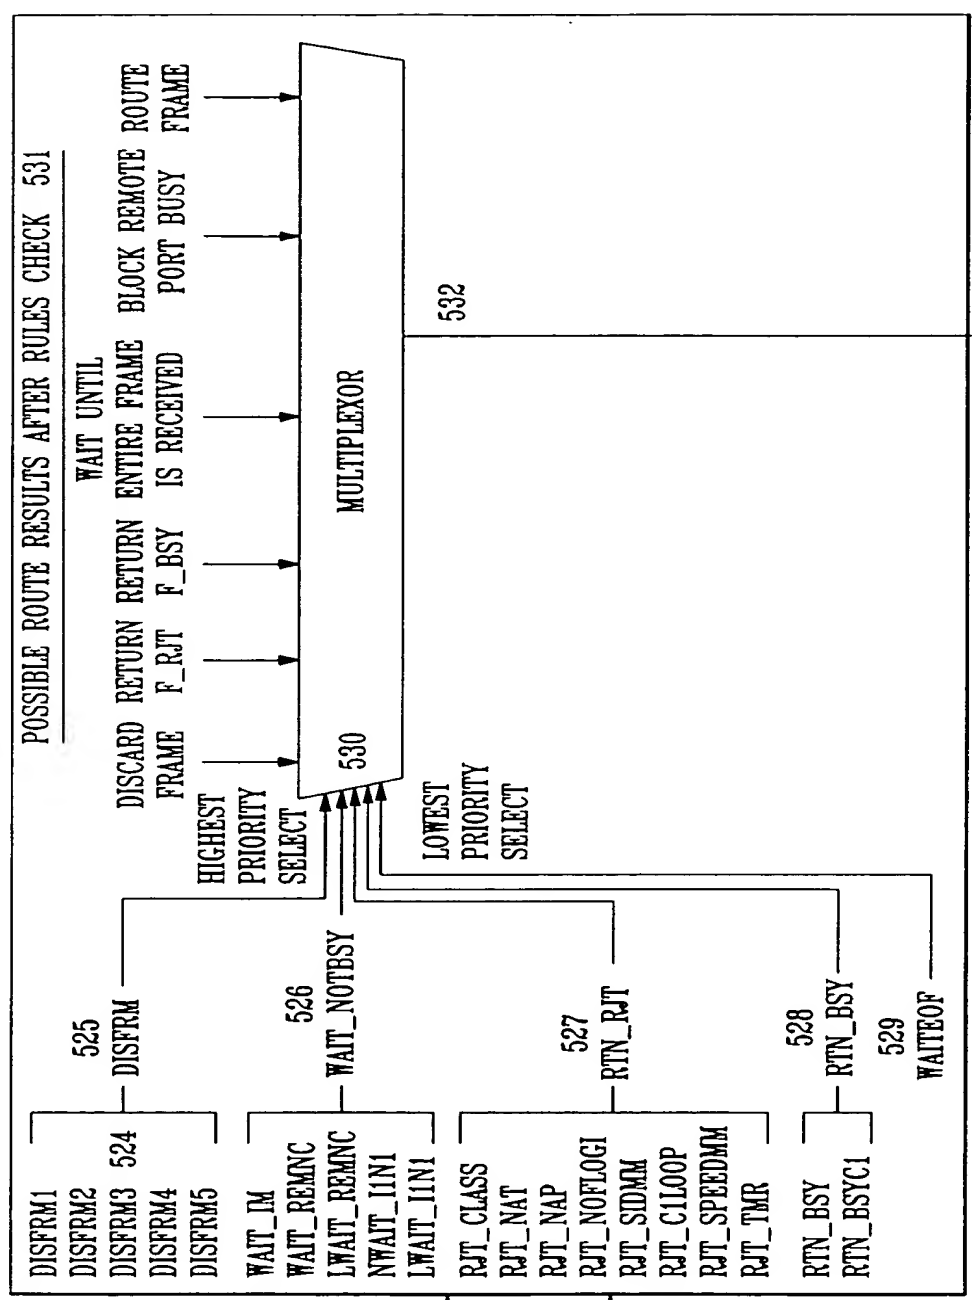 POSSIBLE ROUTE RESULTS AFTER RULES CHECK 531
DISCARD
FRAME
RETURN
F_RJT
RETURN
F_BSY
WAIT UNTIL
ENTIRE FRAME
IS RECEIVED
BLOCK REMOTE
PORT BUSY
ROUTE
FRAME
HIGHEST
PRIORITY
SELECT
530
MULTIPLEXOR
LOWEST
PRIORITY
SELECT
532
DISFRM1
DISFRM2
DISFRM3 524
DISFRM4
DISFRM5
525
DISFRM
WAIT_IM
WAIT_REMNC
LWAIT_REMNC
NWAIT_I1N1
LWAIT_I1N1
526
WAIT_NOTBSY
RJT_CLASS
RJT_NAT
RJT_NAP
RJT_NOFLOGI
RJT_SIDMM
RJT_C1LOOP
RJT_SPEEDMM
RJT_TMR
527
RTN_RJT
RTN_BSY
RTN_BSYC1
528
RTN_BSY
529
WAITEOF